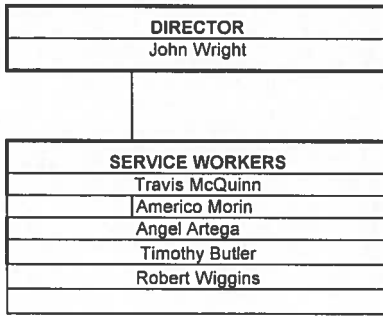 DIRECTOR
John Wright
SERVICE WORKERS
Travis McQuinn
Americo Morin
Angel Artega
Timothy Butler
Robert Wiggins